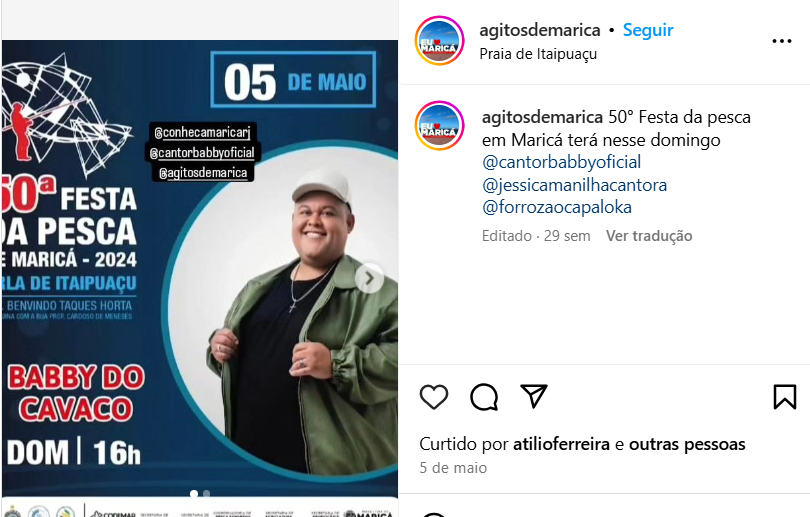 05 DE MAIO
@conhecamaricarj
@cantorbabbyoficial
@agitosdemarica
50ª FESTA
DA PESCA
E MARICÁ - 2024
RLA DE ITAIPUAÇU
. BENVINDO TAQUES HORTA
UINA COM A RUA PROF. CARDOSO DE MENESES
BABBY DO
CAVACO
DOM | 16h
CODEMAR
MARICÁ
agitosdemarica • Seguir
Praia de Itaipuaçu
agitosdemarica 50° Festa da pesca
em Maricá terá nesse domingo
@cantorbabbyoficial
@jessicamanilhacantora
@forrozaocapaloka
Editado · 29 sem Ver tradução
Curtido por atilioferreira e outras pessoas
5 de maio